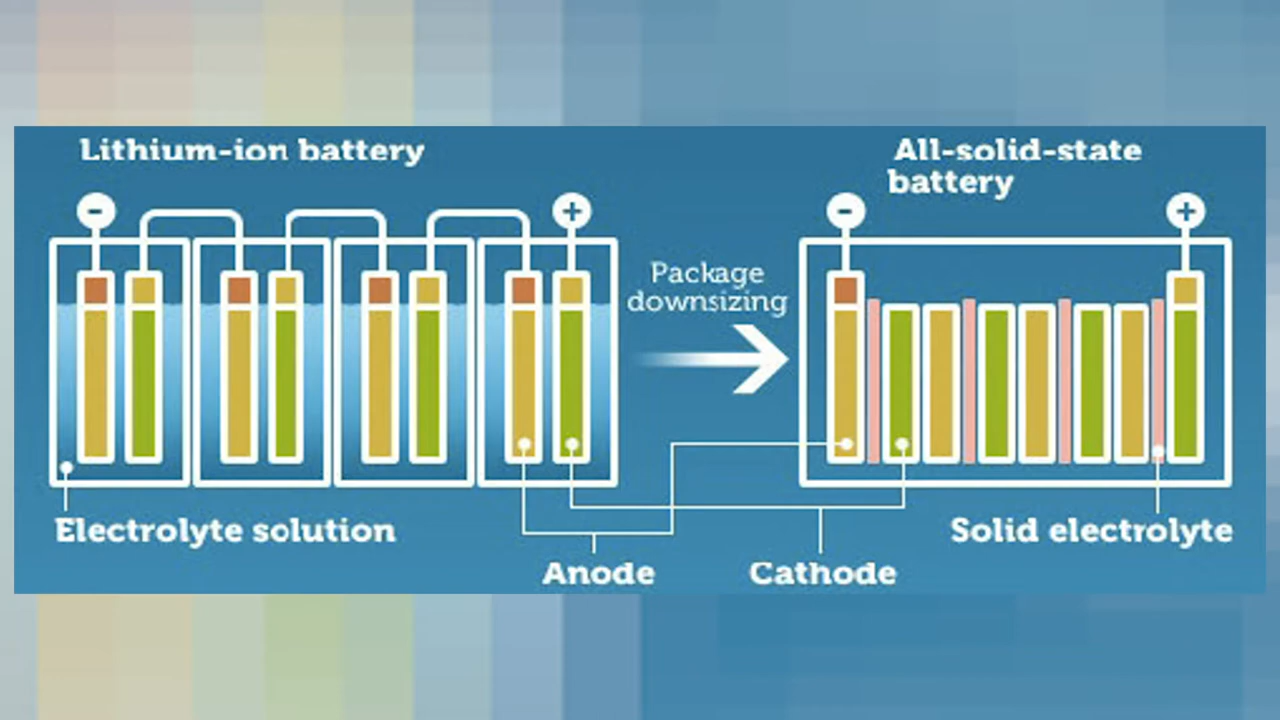 Lithium-ion battery
All-solid-state
battery
-
+
-
+
Package
downsizing
Electrolyte solution
Solid electrolyte
Anode
Cathode